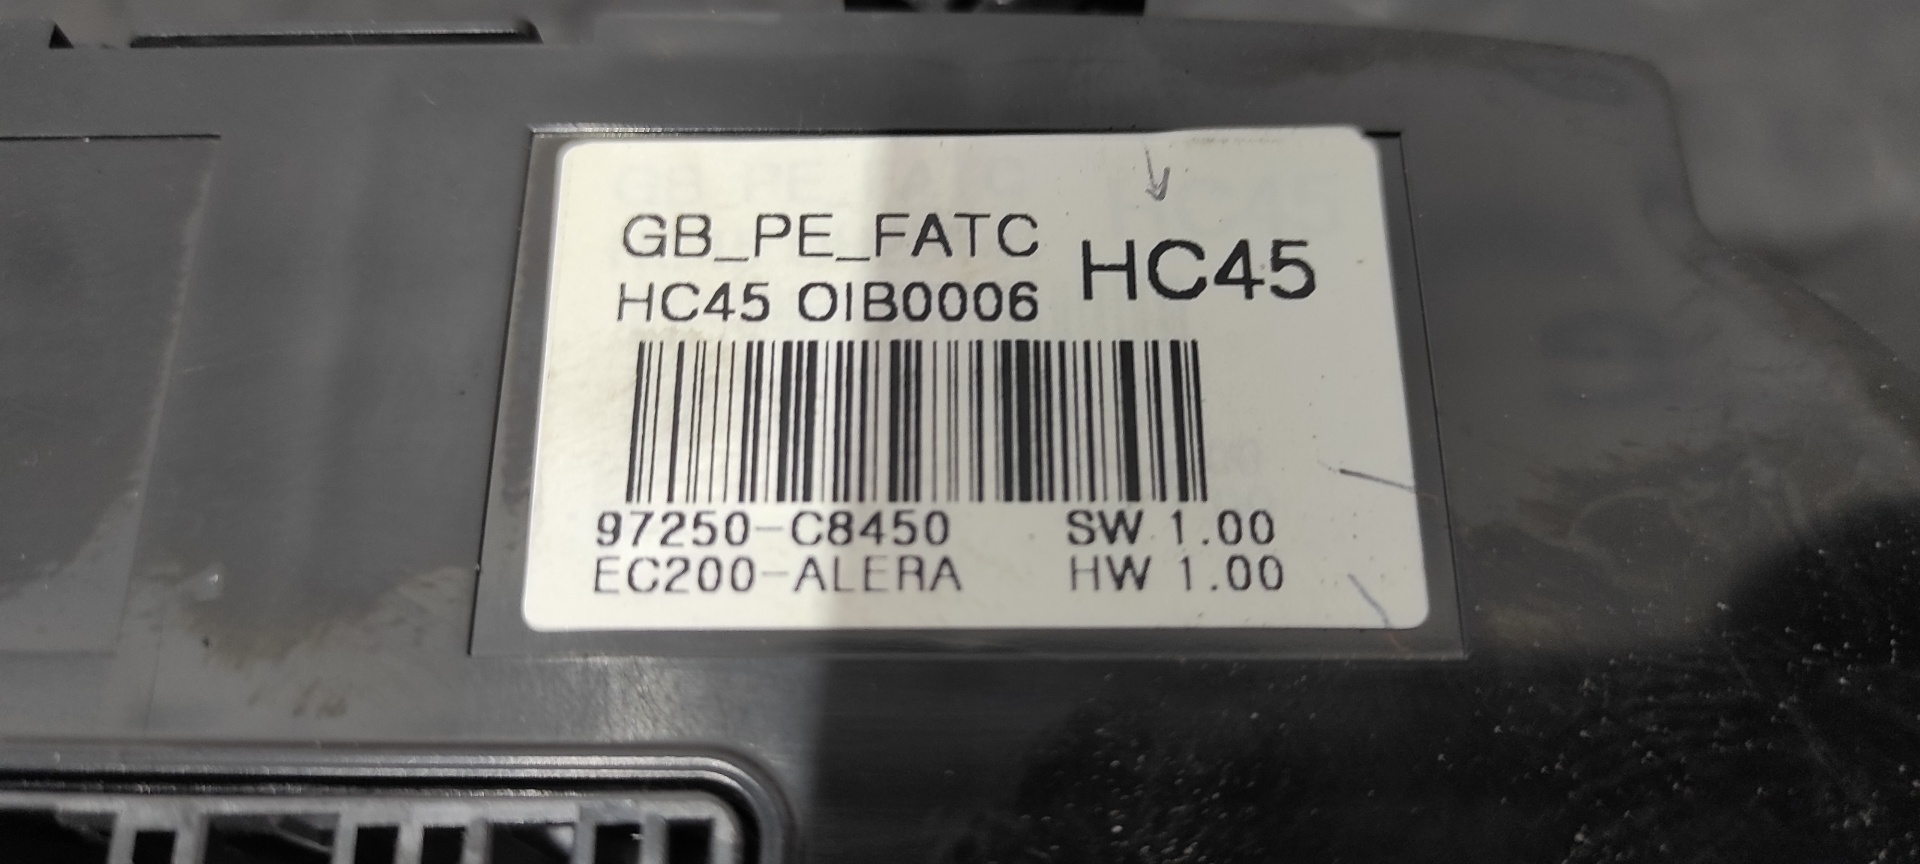 GB_PE_FATC
HC45
HC45 OIB0006
97250-C8450 SW 1.00
EC200-ALERA HW 1.00